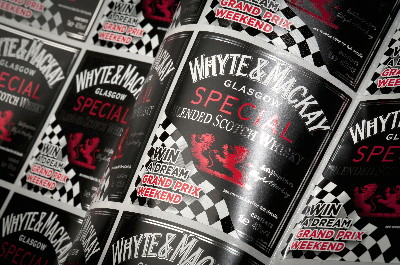 WHYTE & MACKAY
GLASGOW
SPECIAL
BLENDED SCOTCH WHISKY
WIN
A DREAM
GRAND PRIX
WEEKEND